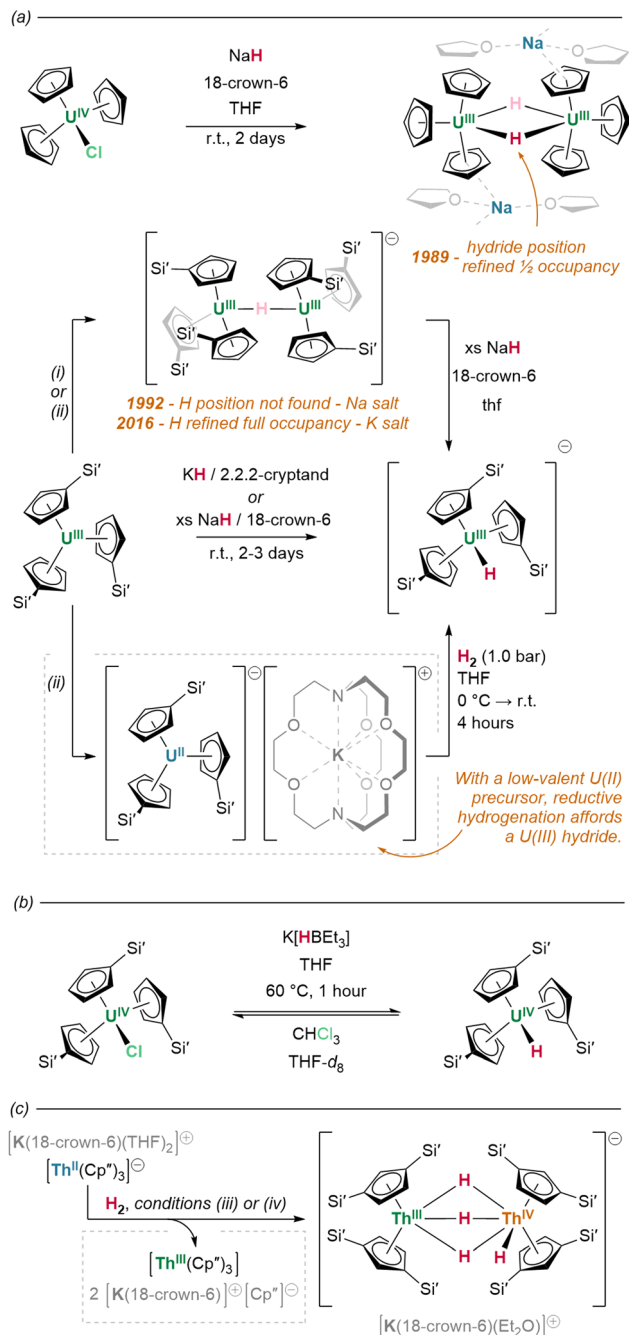 (a)
NaH
18-crown-6
THF
r.t., 2 days
U^IV
Cl
O
Na
O
U^III
H
H
U^III
O
Na
O
1989 - hydride position
refined ½ occupancy
Si′
Si′
Si′
Si′
Si′
Si′
U^III
H
U^III
⊖
(i)
or
(ii)
1992 - H position not found - Na salt
2016 - H refined full occupancy - K salt
xs NaH
18-crown-6
thf
Si′
U^III
Si′
Si′
KH / 2.2.2-cryptand
or
xs NaH / 18-crown-6
r.t., 2-3 days
⊖
Si′
U^III
Si′
H
Si′
(ii)
Si′
U^II
Si′
Si′
⊖
N
O
O
O
O
K
O
O
N
⊕
H2 (1.0 bar)
THF
0 °C → r.t.
4 hours
With a low-valent U(II)
precursor, reductive
hydrogenation affords
a U(III) hydride.
(b)
Si′
U^IV
Si′
Cl
Si′
K[HBEt3]
THF
60 °C, 1 hour
CHCl3
THF-d8
Si′
U^IV
Si′
H
Si′
(c)
[K(18-crown-6)(THF)2]⊕
[Th^II(Cp″)3]⊖
H2, conditions (iii) or (iv)
[Th^III(Cp″)3]
2 [K(18-crown-6)]⊕[Cp″]⊖
⊖
Si′
Si′
Si′
Si′
Th^III
H
H
H
Th^IV
H
Si′
Si′
Si′
Si′
[K(18-crown-6)(Et2O)]⊕